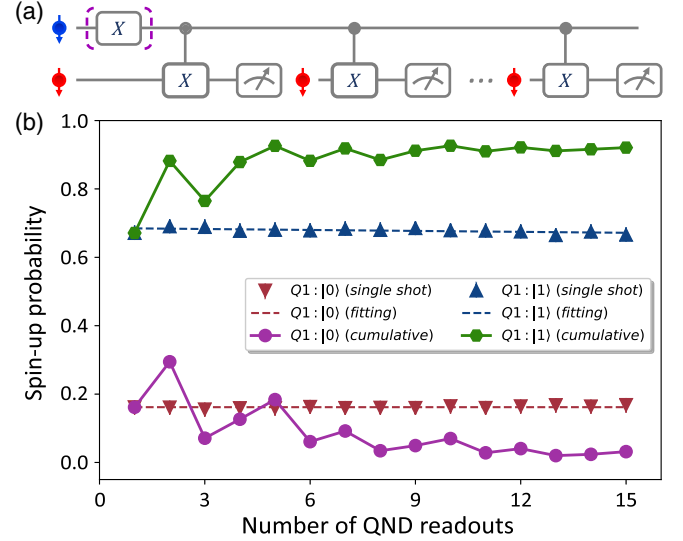 (a)
X
X X ... X
(b)
1.0
0.8
0.6
0.4
0.2
0.0
Spin-up probability
Q1 : |0⟩ (single shot)
Q1 : |0⟩ (fitting)
Q1 : |0⟩ (cumulative)
Q1 : |1⟩ (single shot)
Q1 : |1⟩ (fitting)
Q1 : |1⟩ (cumulative)
0 3 6 9 12 15
Number of QND readouts